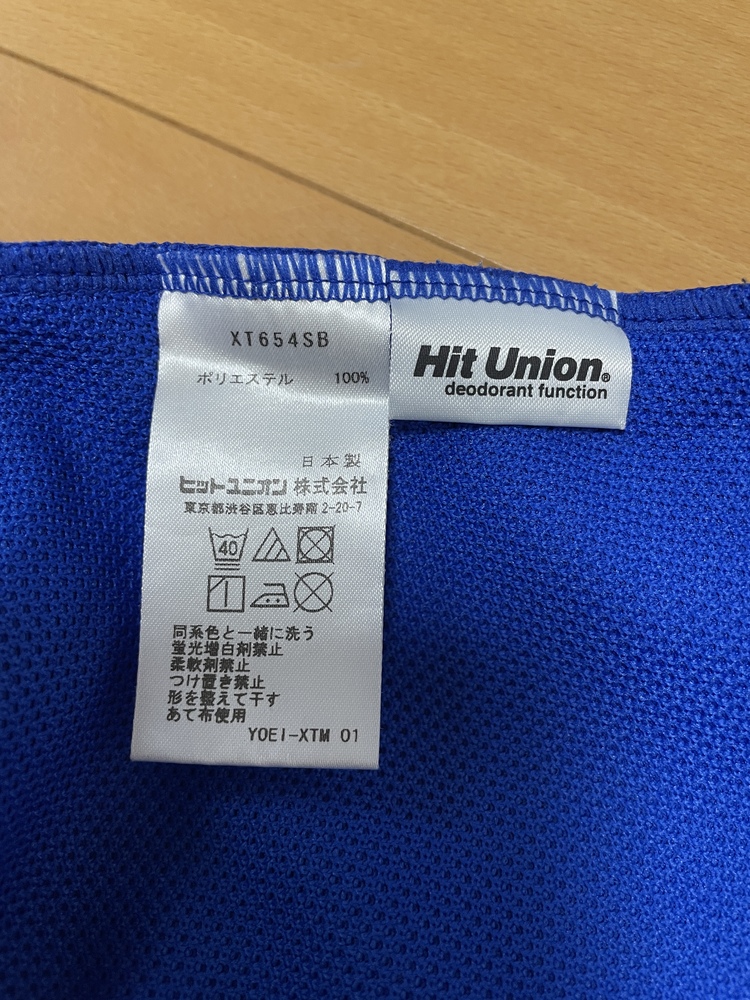 XT654SB
ポリエステル 100%
日本製
ヒットユニオン 株式会社
東京都渋谷区恵比寿南 2-20-7
40
同系色と一緒に洗う
蛍光増白剤禁止
柔軟剤禁止
つけ置き禁止
形を整えて干す
あて布使用
YOEI-XTM 01
Hit Union®
deodorant function